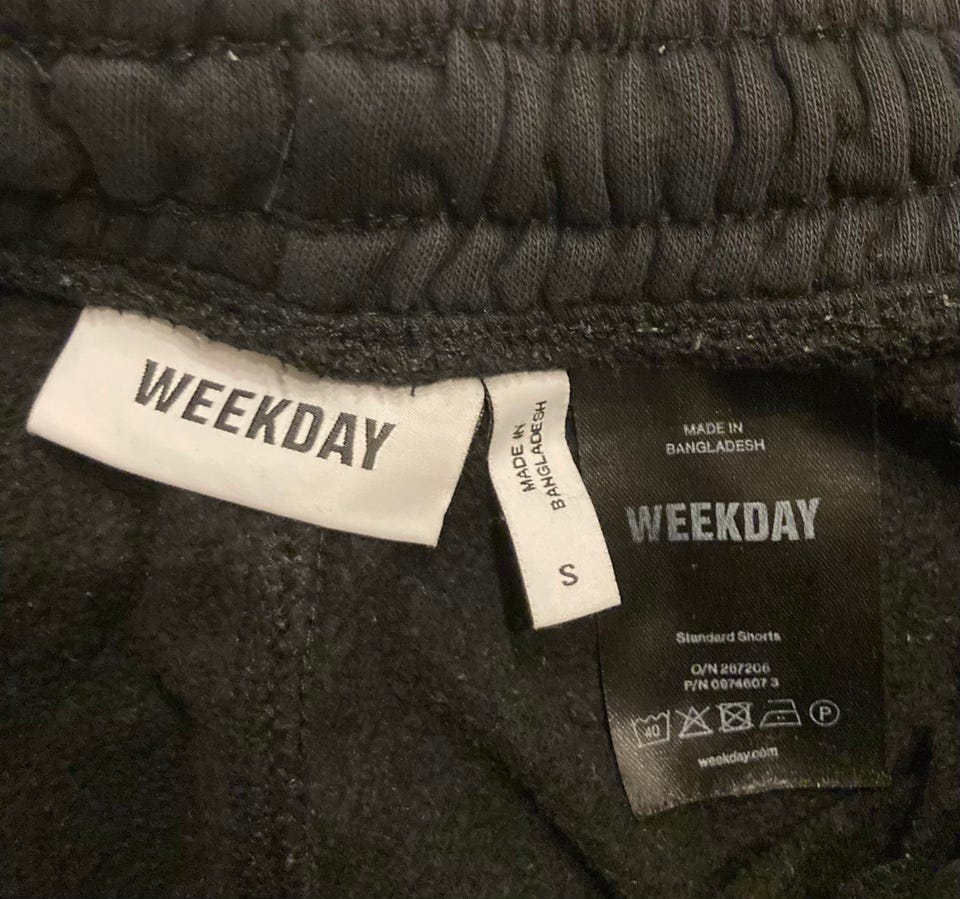 WEEKDAY
MADE IN
BANGLADESH
S
MADE IN
BANGLADESH
WEEKDAY
Standard Shorts
O/N 287206
P/N 0974607 3
40
P
weekday.com